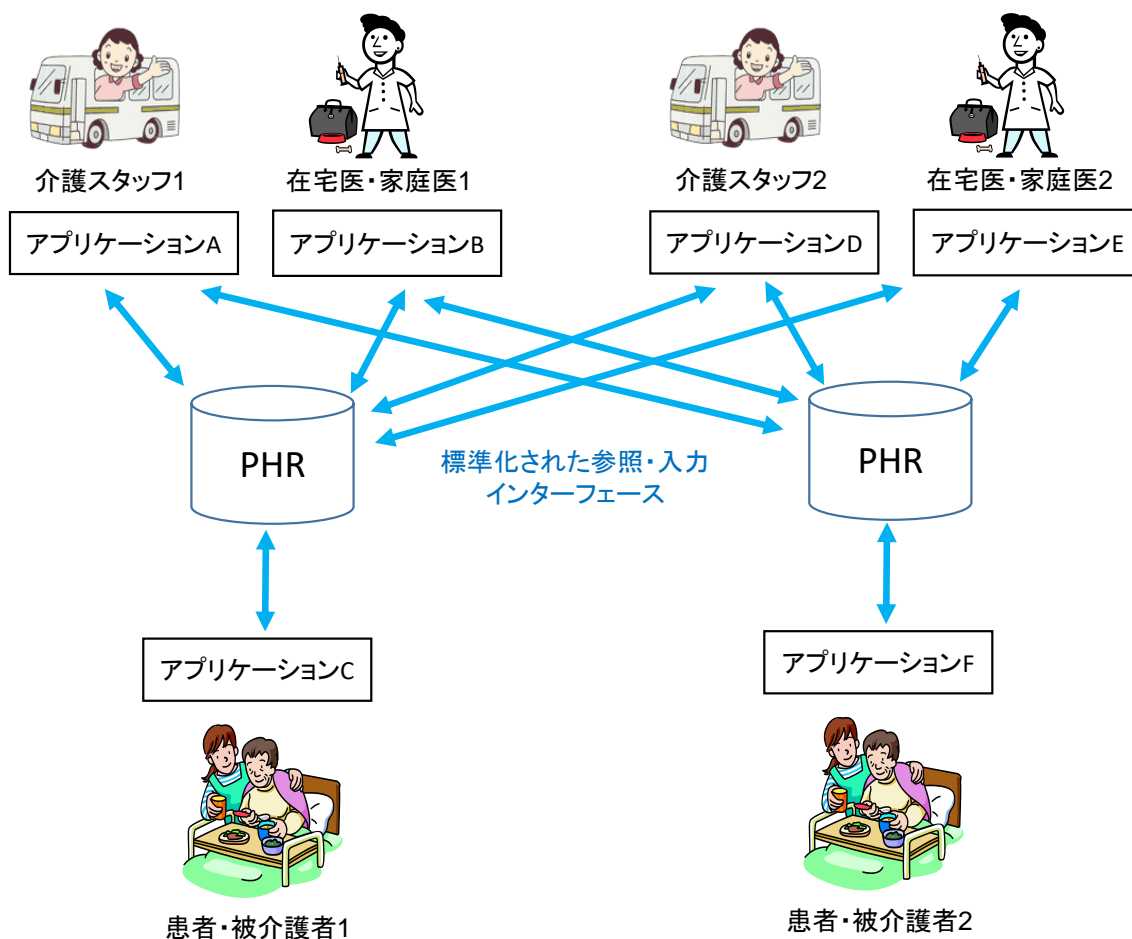 介護スタッフ1
在宅医・家庭医1
介護スタッフ2
在宅医・家庭医2
アプリケーションA
アプリケーションB
アプリケーションD
アプリケーションE
PHR
標準化された参照・入力
インターフェース
PHR
アプリケーションC
アプリケーションF
患者・被介護者1
患者・被介護者2